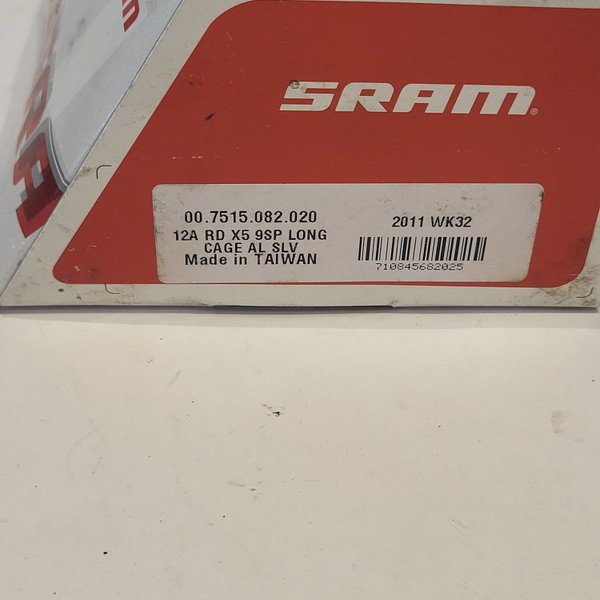 SRAM
00.7515.082.020
12A RD X5 9SP LONG
CAGE AL SLV
Made in TAIWAN
2011 WK32
710845682025